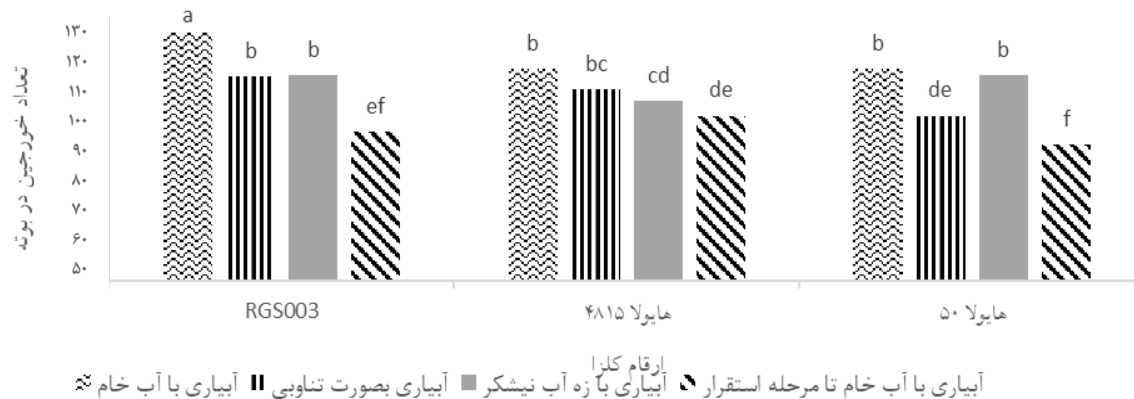 تعداد خورجین در بوته
۱۳۰
۱۲۰
۱۱۰
۱۰۰
۹۰
۸۰
۷۰
۶۰
۵۰
a
b
b
ef
b
bc
cd
de
b
de
b
f
RGS003
هایولا ۴۸۱۵
هایولا ۵۰
ارقام کلزا
آبیاری با آب خام
آبیاری بصورت تناوبی
آبیاری با زه آب نیشکر
آبیاری با آب خام تا مرحله استقرار